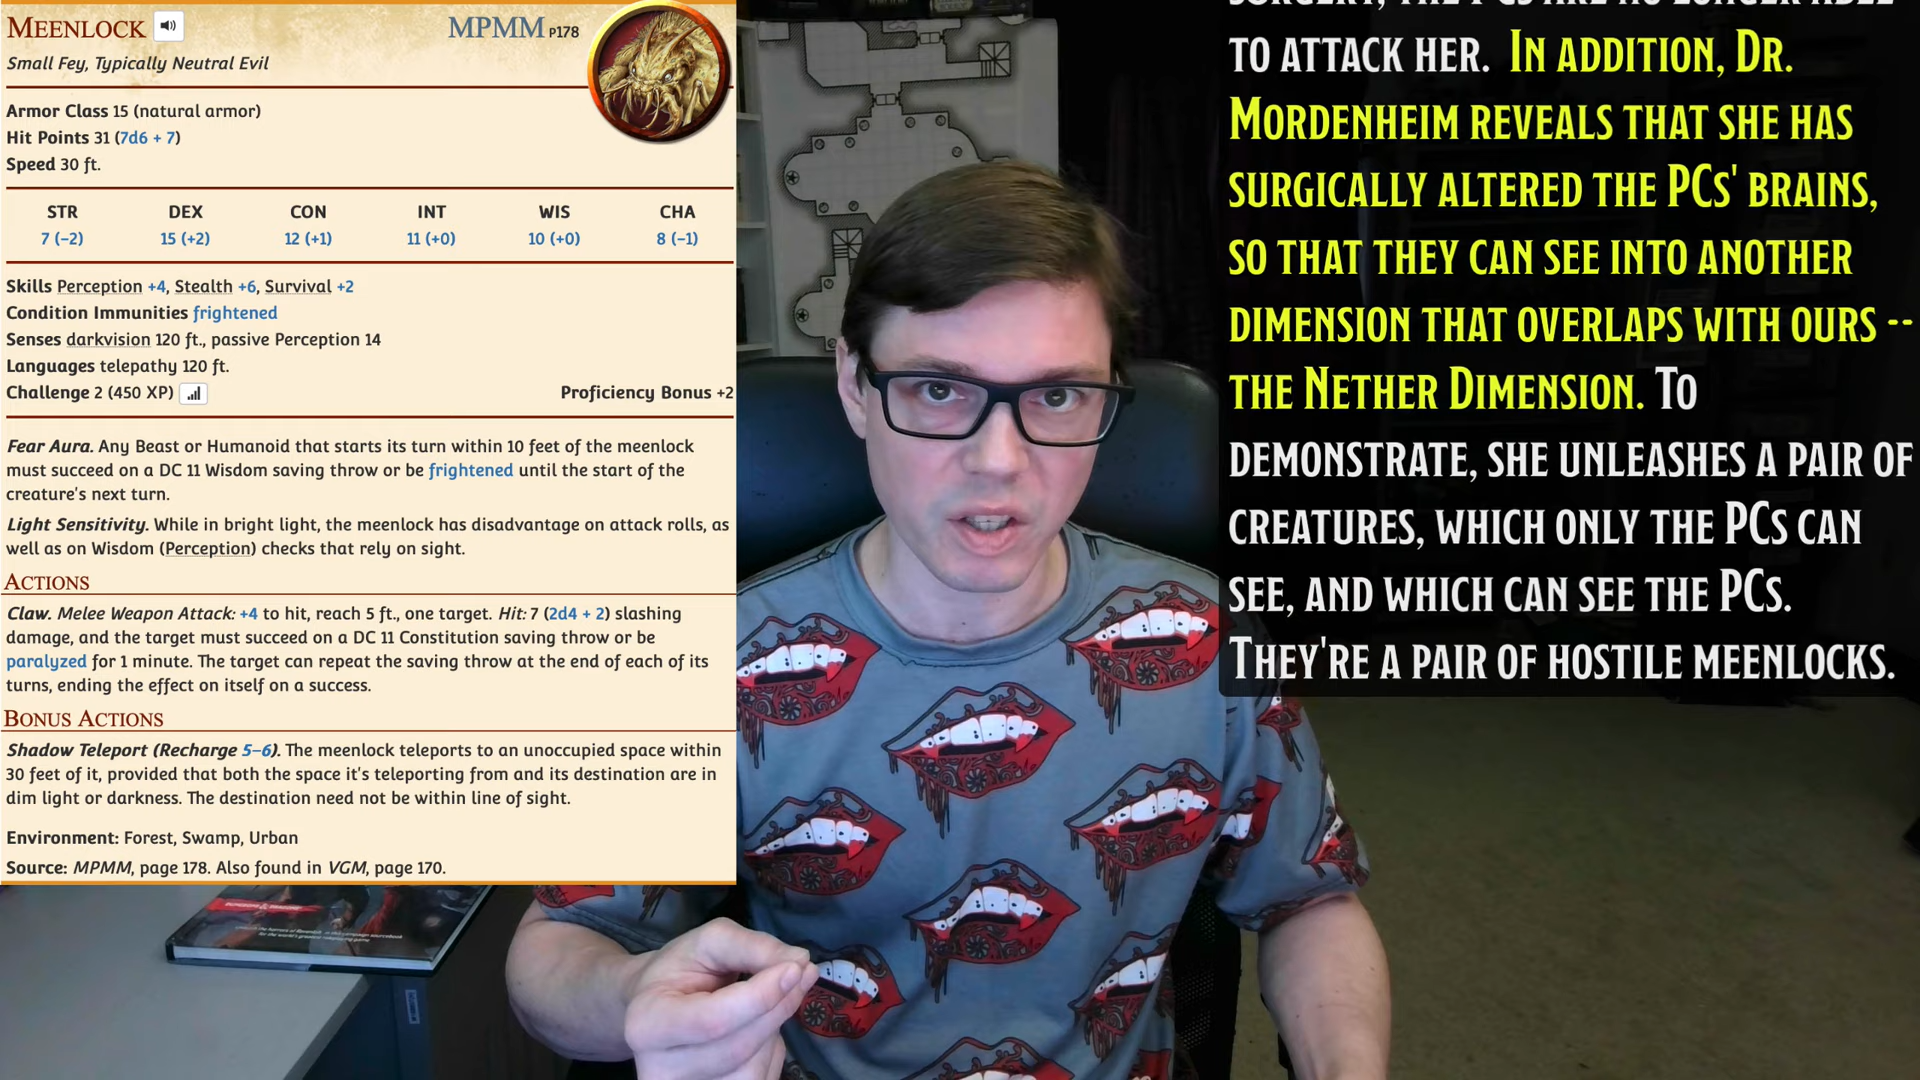 MEENLOCK
MPMM P178
Small Fey, Typically Neutral Evil
Armor Class 15 (natural armor)
Hit Points 31 (7d6 + 7)
Speed 30 ft.
STR DEX CON INT WIS CHA
7 (−2) 15 (+2) 12 (+1) 11 (+0) 10 (+0) 8 (−1)
Skills Perception +4, Stealth +6, Survival +2
Condition Immunities frightened
Senses darkvision 120 ft., passive Perception 14
Languages telepathy 120 ft.
Challenge 2 (450 XP) Proficiency Bonus +2
Fear Aura. Any Beast or Humanoid that starts its turn within 10 feet of the meenlock
must succeed on a DC 11 Wisdom saving throw or be frightened until the start of the
creature's next turn.
Light Sensitivity. While in bright light, the meenlock has disadvantage on attack rolls, as
well as on Wisdom (Perception) checks that rely on sight.
ACTIONS
Claw. Melee Weapon Attack: +4 to hit, reach 5 ft., one target. Hit: 7 (2d4 + 2) slashing
damage, and the target must succeed on a DC 11 Constitution saving throw or be
paralyzed for 1 minute. The target can repeat the saving throw at the end of each of its
turns, ending the effect on itself on a success.
BONUS ACTIONS
Shadow Teleport (Recharge 5–6). The meenlock teleports to an unoccupied space within
30 feet of it, provided that both the space it's teleporting from and its destination are in
dim light or darkness. The destination need not be within line of sight.
Environment: Forest, Swamp, Urban
Source: MPMM, page 178. Also found in VGM, page 170.
SURGERY, THE PCS ARE NO LONGER ABLE
TO ATTACK HER. IN ADDITION, DR.
MORDENHEIM REVEALS THAT SHE HAS
SURGICALLY ALTERED THE PCS' BRAINS,
SO THAT THEY CAN SEE INTO ANOTHER
DIMENSION THAT OVERLAPS WITH OURS --
THE NETHER DIMENSION. TO
DEMONSTRATE, SHE UNLEASHES A PAIR OF
CREATURES, WHICH ONLY THE PCS CAN
SEE, AND WHICH CAN SEE THE PCS.
THEY'RE A PAIR OF HOSTILE MEENLOCKS.
DUNGEONS & DRAGONS
for the world's greatest roleplaying game